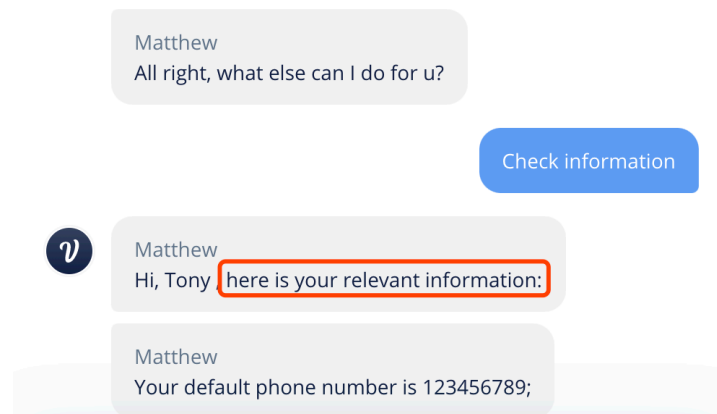 Matthew
All right, what else can I do for u?
Check information
V
Matthew
Hi, Tony , here is your relevant information:
Matthew
Your default phone number is 123456789;